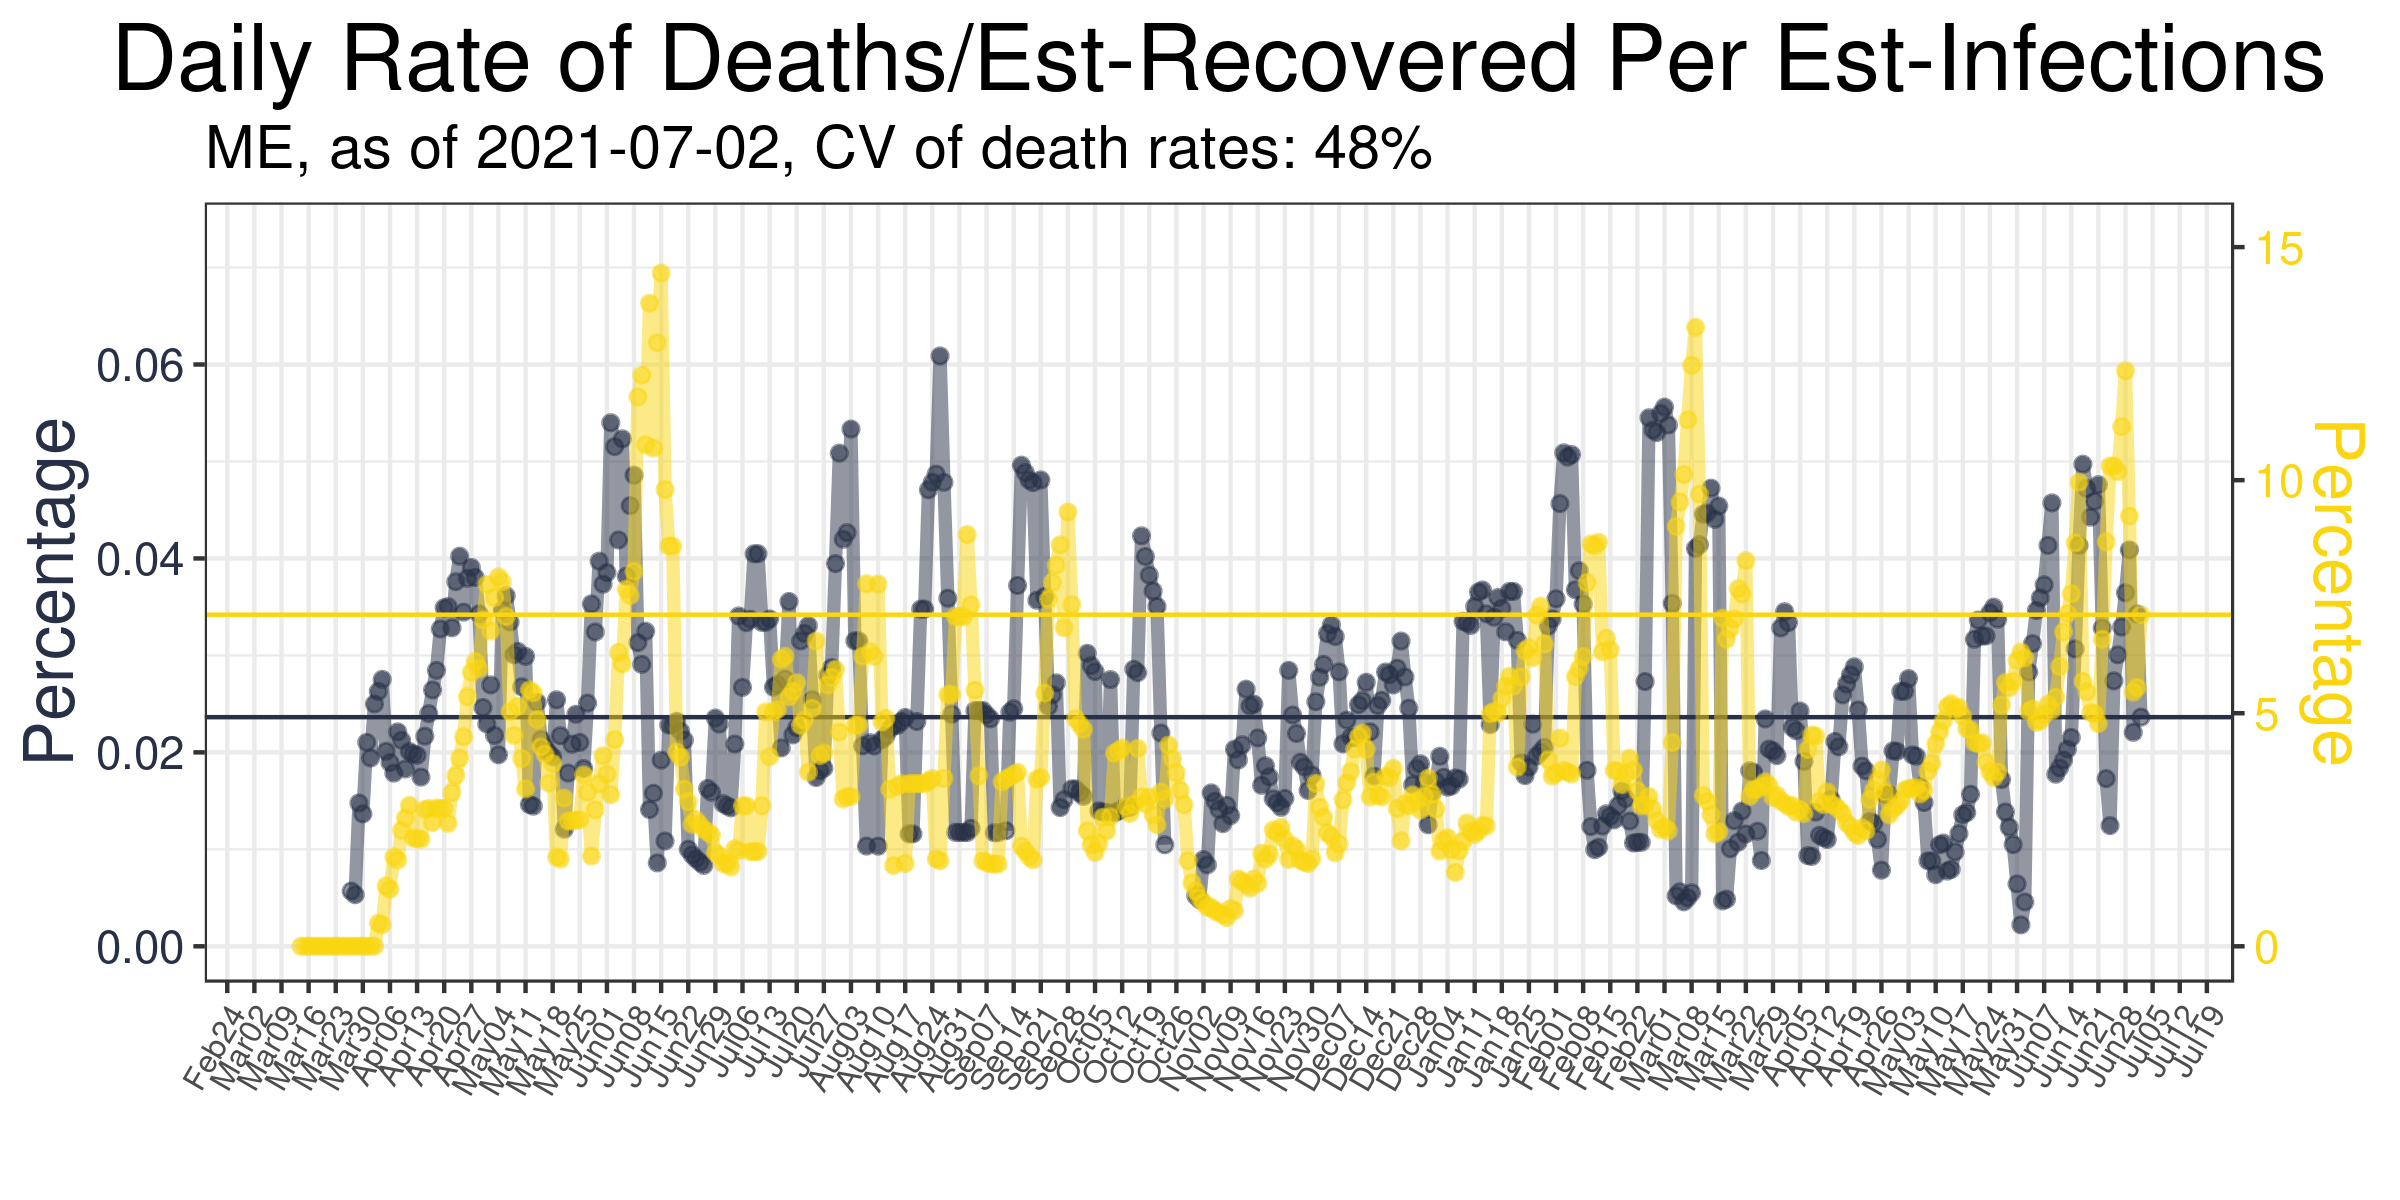 Daily Rate of Deaths/Est-Recovered Per Est-Infections
ME, as of 2021-07-02, CV of death rates: 48%
Percentage
0.06
0.04
0.02
0.00
15
10
5
0
Percentage
Feb24
Mar02
Mar09
Mar16
Mar23
Mar30
Apr06
Apr13
Apr20
Apr27
May04
May11
May18
May25
Jun01
Jun08
Jun15
Jun22
Jun29
Jul06
Jul13
Jul20
Jul27
Aug03
Aug10
Aug17
Aug24
Aug31
Sep07
Sep14
Sep21
Sep28
Oct05
Oct12
Oct19
Oct26
Nov02
Nov09
Nov16
Nov23
Nov30
Dec07
Dec14
Dec21
Dec28
Jan04
Jan11
Jan18
Jan25
Feb01
Feb08
Feb15
Feb22
Mar01
Mar08
Mar15
Mar22
Mar29
Apr05
Apr12
Apr19
Apr26
May03
May10
May17
May24
May31
Jun07
Jun14
Jun21
Jun28
Jul05
Jul12
Jul19